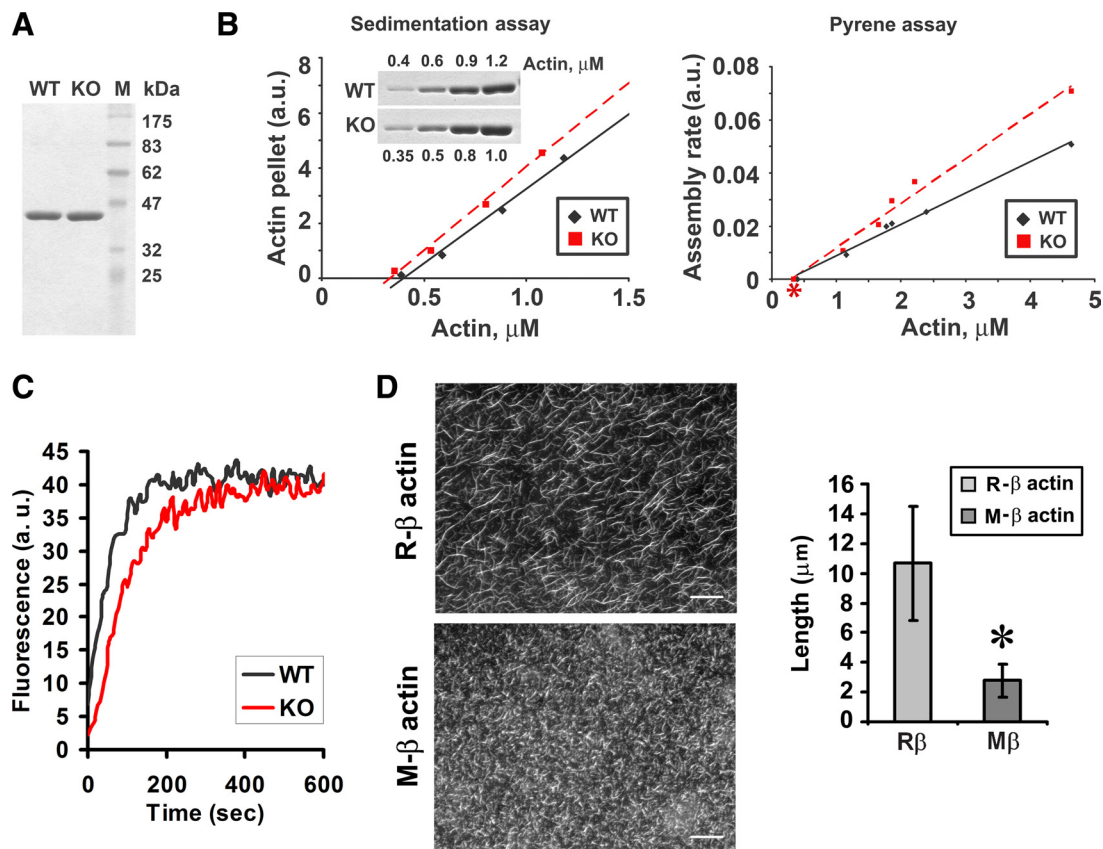 A
WT KO M kDa
175
83
62
47
32
25
B
Sedimentation assay
Actin pellet (a.u.)
8
6
4
2
0
0.4 0.6 0.9 1.2 Actin, μM
WT
KO
0.35 0.5 0.8 1.0
WT
KO
0 0.5 1.0 1.5
Actin, μM
Pyrene assay
Assembly rate (a.u.)
0.08
0.06
0.04
0.02
0
WT
KO
*
0 1 2 3 4 5
Actin, μM
C
Fluorescence (a. u.)
45
40
35
30
25
20
15
10
5
0
WT
KO
0 200 400 600
Time (sec)
D
R-β actin
M-β actin
R-β actin
M-β actin
Length (μm)
16
14
12
10
8
6
4
2
0
*
Rβ Mβ